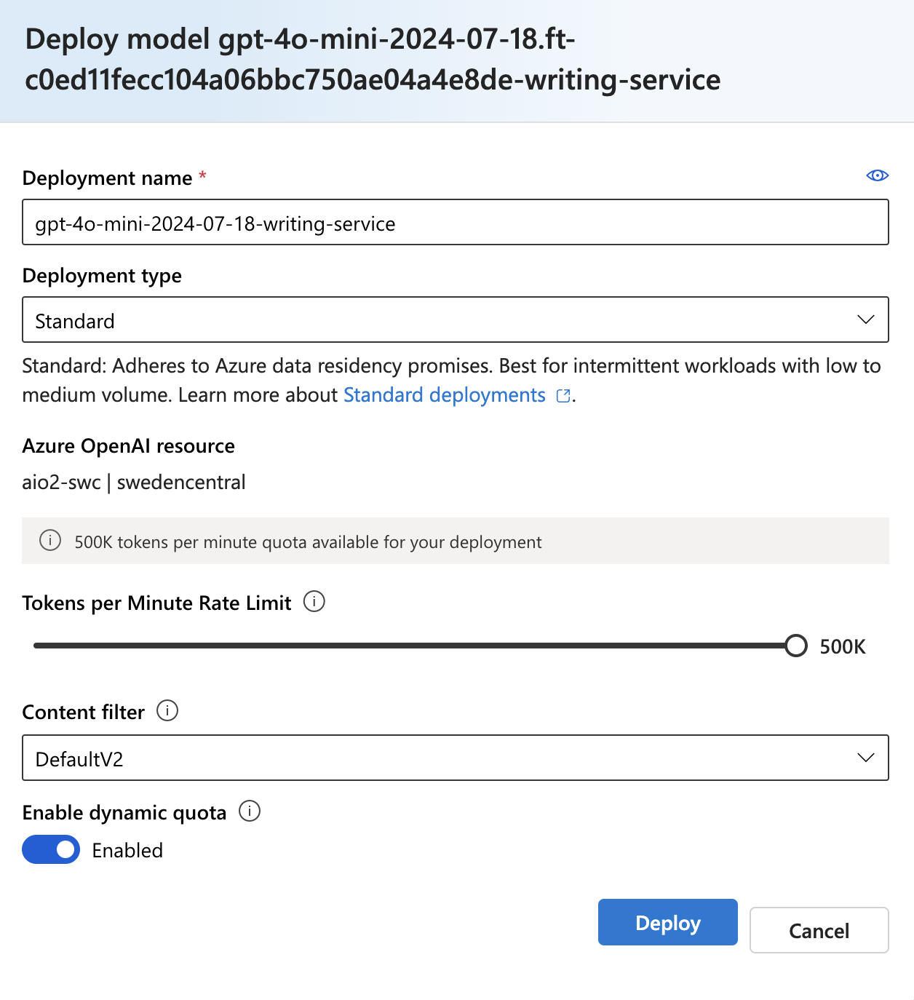 Deploy model gpt-4o-mini-2024-07-18.ft-
c0ed11fecc104a06bbc750ae04a4e8de-writing-service
Deployment name *
gpt-4o-mini-2024-07-18-writing-service
Deployment type
Standard
Standard: Adheres to Azure data residency promises. Best for intermittent workloads with low to
medium volume. Learn more about Standard deployments .
Azure OpenAI resource
aio2-swc | swedencentral
500K tokens per minute quota available for your deployment
Tokens per Minute Rate Limit
500K
Content filter
DefaultV2
Enable dynamic quota
Enabled
Deploy
Cancel